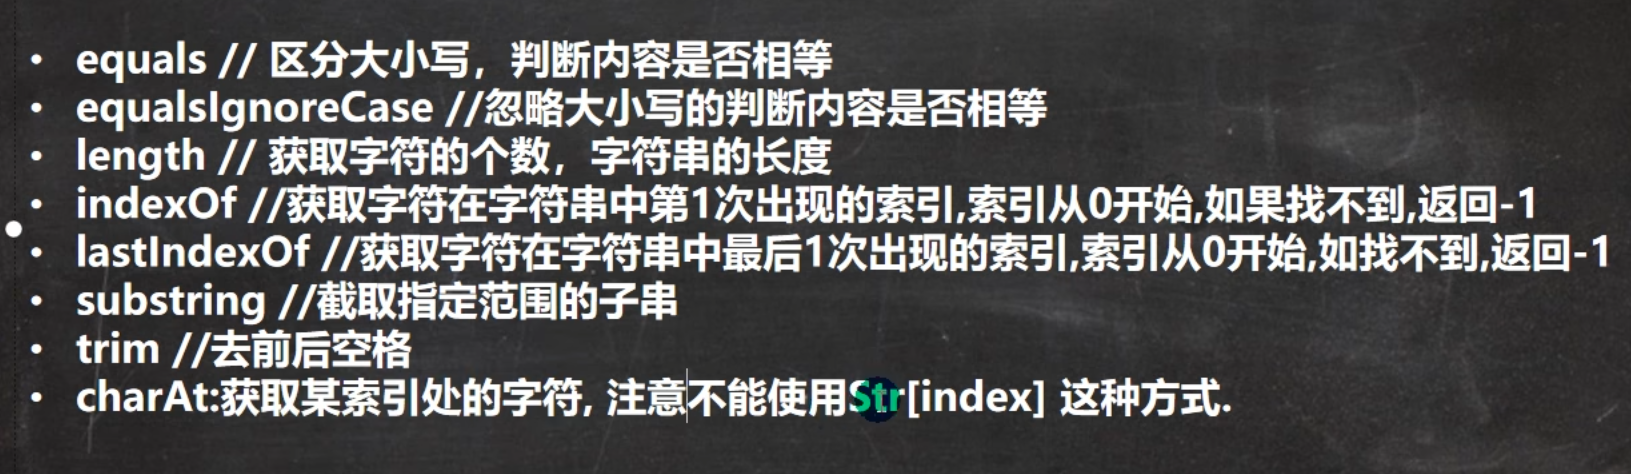 • equals // 区分大小写，判断内容是否相等
• equalsIgnoreCase //忽略大小写的判断内容是否相等
• length // 获取字符的个数，字符串的长度
• indexOf //获取字符在字符串中第1次出现的索引,索引从0开始,如果找不到,返回-1
• lastIndexOf //获取字符在字符串中最后1次出现的索引,索引从0开始,如找不到,返回-1
• substring //截取指定范围的子串
• trim //去前后空格
• charAt:获取某索引处的字符, 注意不能使用Str[index] 这种方式.